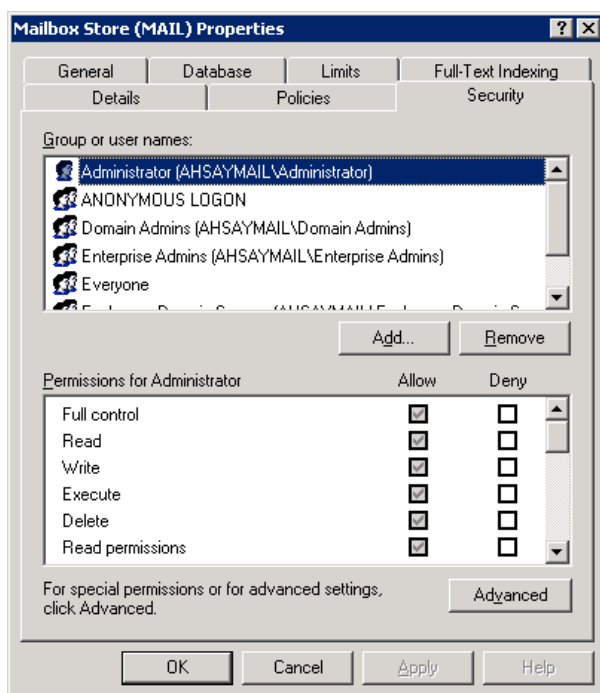 Mailbox Store (MAIL) Properties
General Database Limits Full-Text Indexing
Details Policies Security
Group or user names:
Administrator (AHSAYMAIL\Administrator)
ANONYMOUS LOGON
Domain Admins (AHSAYMAIL\Domain Admins)
Enterprise Admins (AHSAYMAIL\Enterprise Admins)
Everyone
Add... Remove
Permissions for Administrator Allow Deny
Full control
Read
Write
Execute
Delete
Read permissions
For special permissions or for advanced settings,
click Advanced.
Advanced
OK Cancel Apply Help